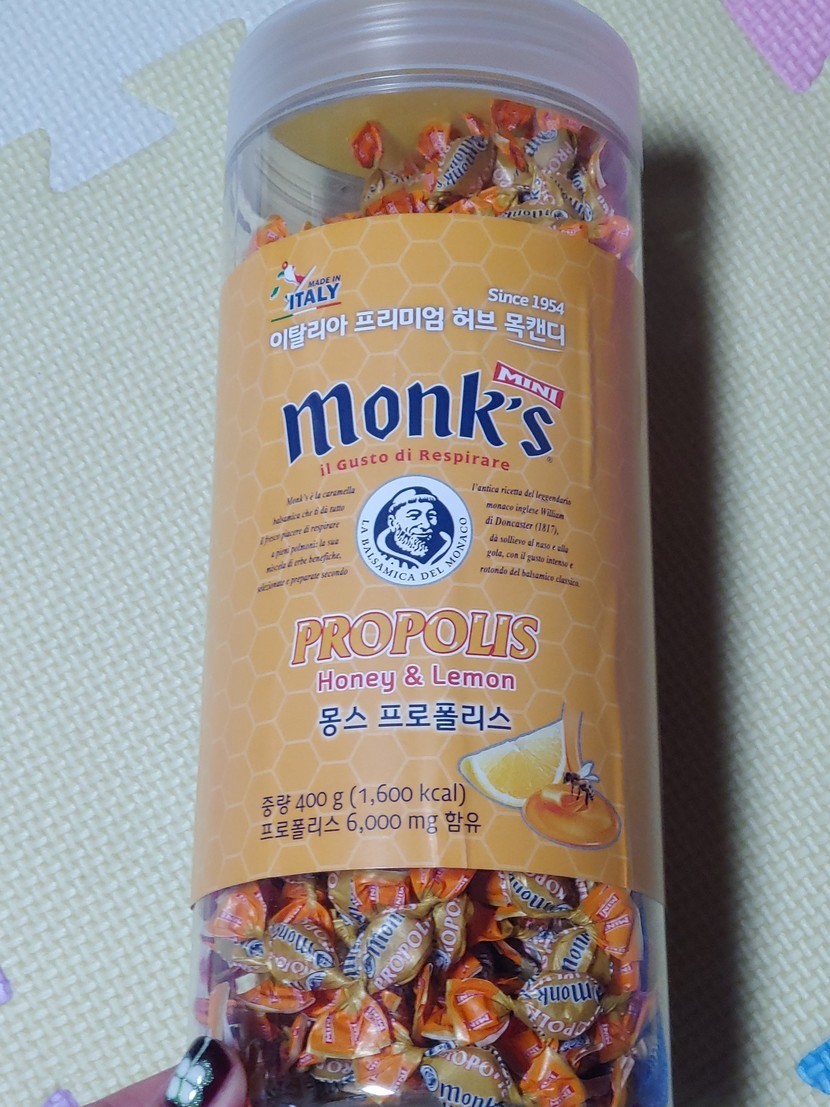 MADE IN
ITALY
Since 1954
이탈리아 프리미엄 허브 목캔디
MINI
monk's
il Gusto di Respirare
Monk's è la caramella
balsamica che ti dà tutto
il fresco piacere di respirare
a pieni polmoni: la sua
miscela di erbe benefiche,
selezionata e preparate secondo
l'antica ricetta del leggendario
monaco inglese William
di Doncaster (1817),
dà sollievo al naso e alla
gola, con il gusto intenso e
rotondo del balsamico classico.
LA BALSAMICA DEL MONACO
PROPOLIS
Honey & Lemon
몽스 프로폴리스
중량 400 g (1,600 kcal)
프로폴리스 6,000 mg 함유
monk's
PROPOLIS
MINI